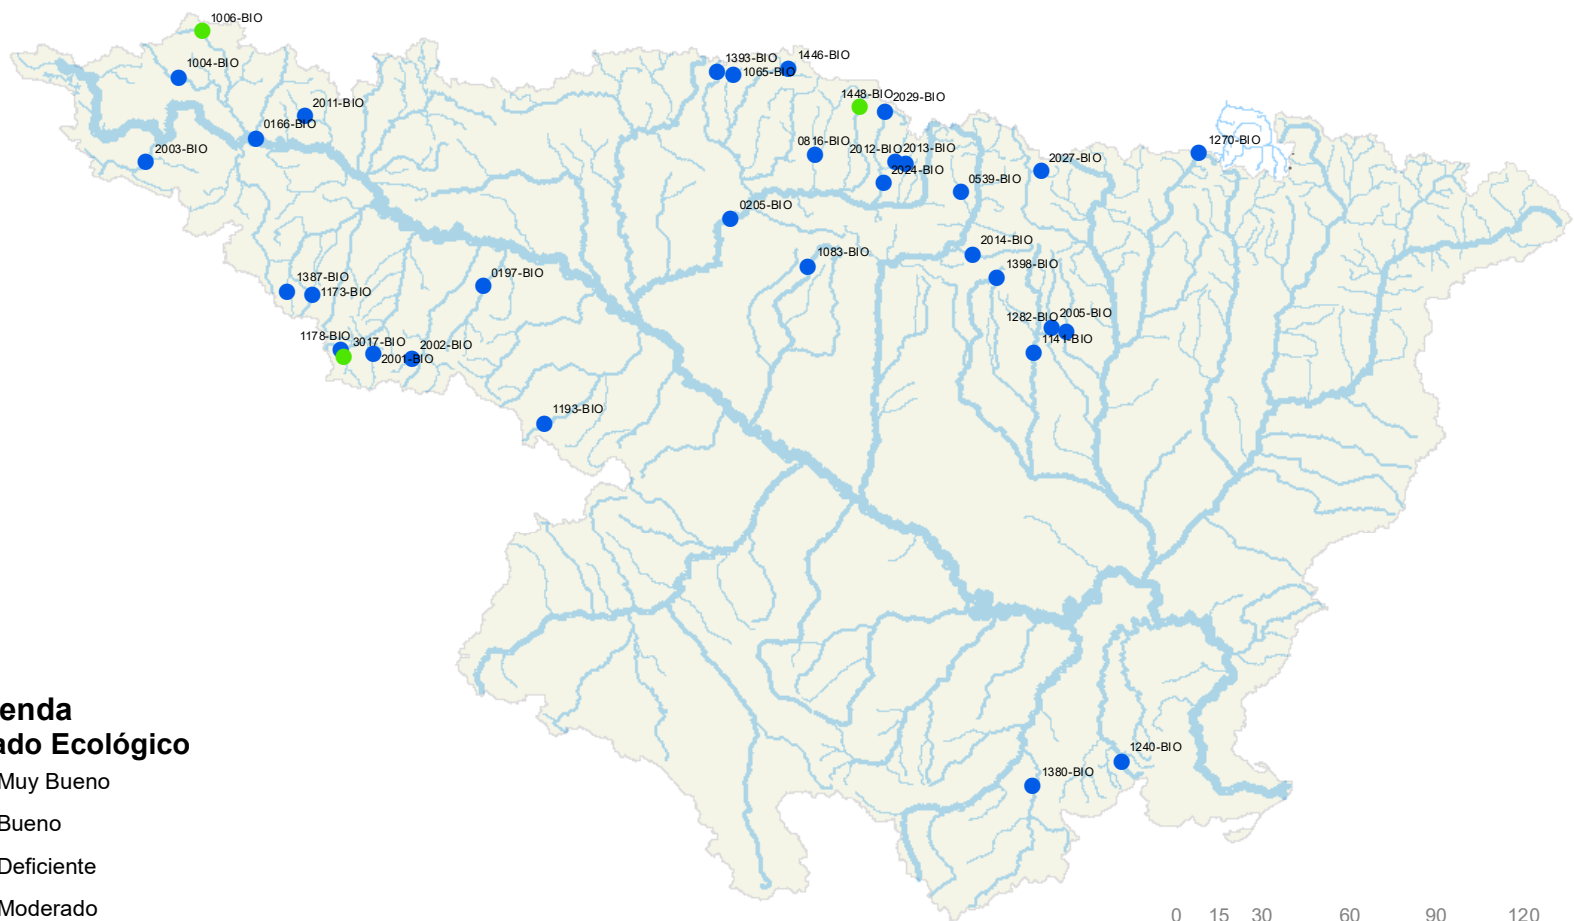 1006-BIO
1004-BIO
2011-BIO
0166-BIO
2003-BIO
1393-BIO
1446-BIO
1065-BIO
1448-BIO
2029-BIO
0816-BIO
2012-BIO
2013-BIO
2024-BIO
0539-BIO
2027-BIO
1270-BIO
0205-BIO
1083-BIO
2014-BIO
1398-BIO
1387-BIO
1173-BIO
0197-BIO
1282-BIO
2005-BIO
1141-BIO
1178-BIO
3017-BIO
2002-BIO
2001-BIO
1193-BIO
1240-BIO
1380-BIO
enda
ado Ecológico
Muy Bueno
Bueno
Deficiente
Moderado
0 15 30 60 90 120